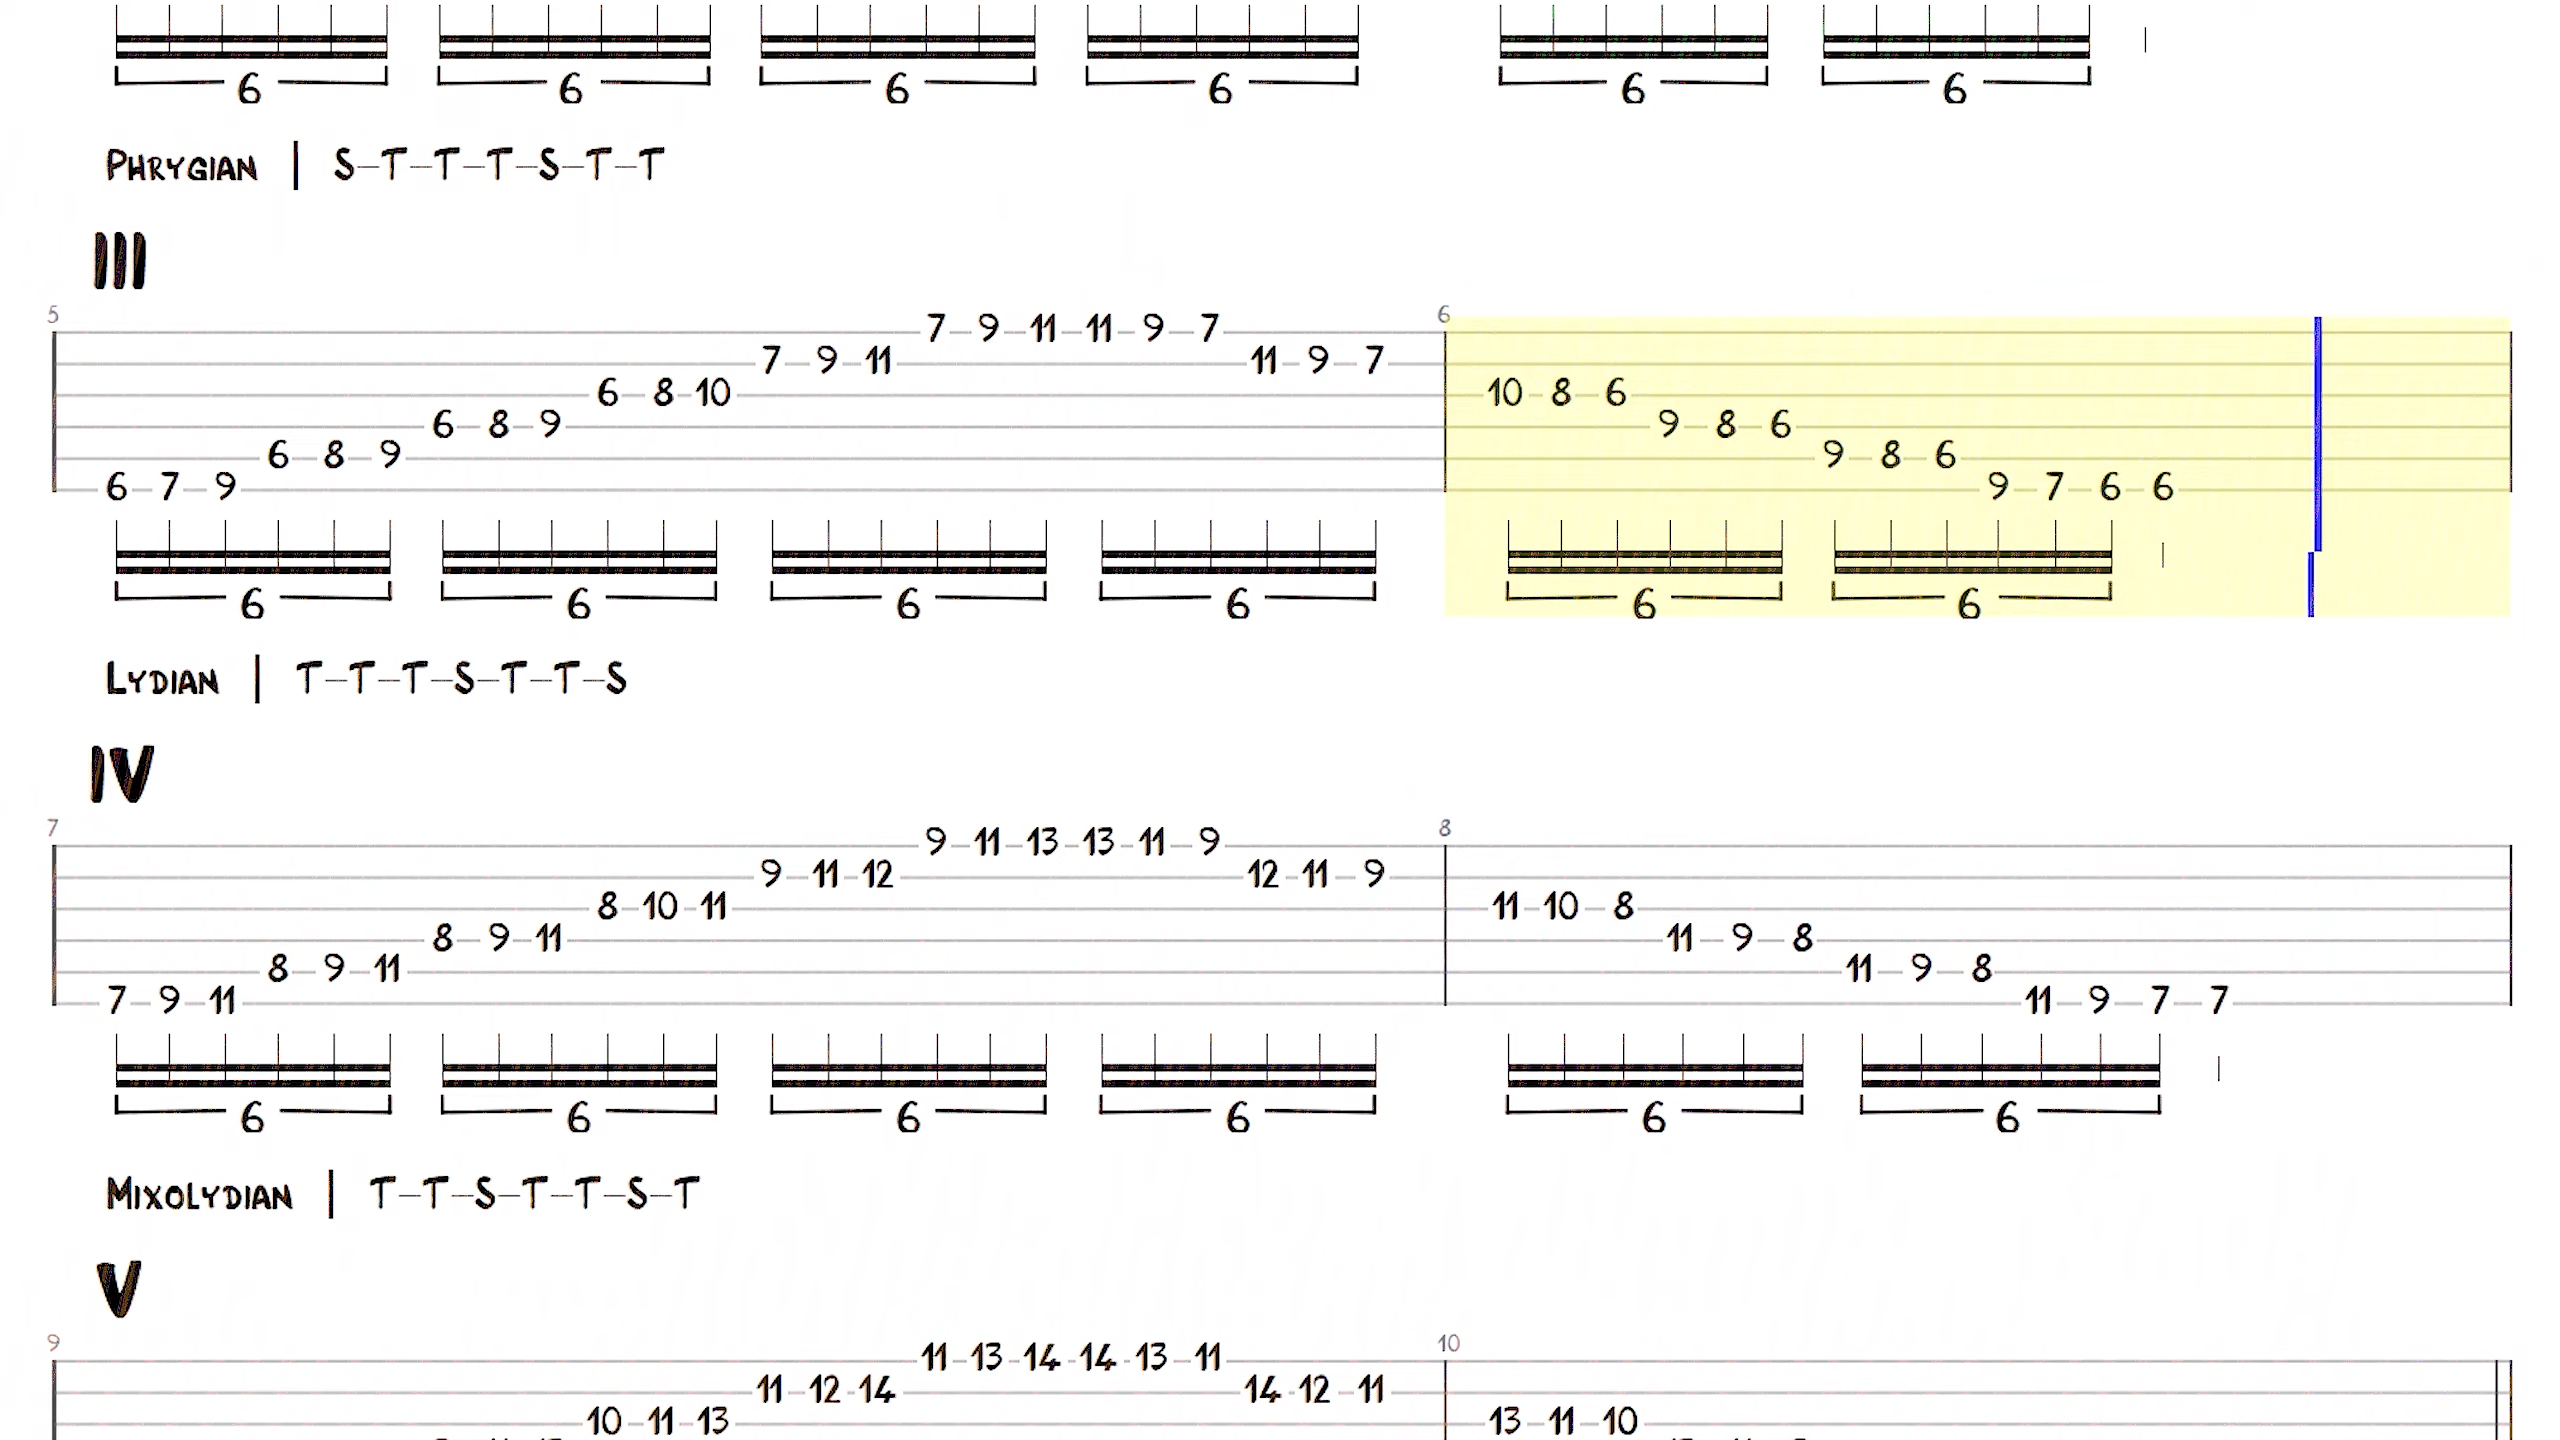 6 6 6 6 6 6
PHRYGIAN | S-T-T-T-S-T-T
III
5 6
7 9 11 11 9 7
7 9 11 11 9 7
6 8 10 10 8 6
6 8 9 9 8 6
6 8 9 9 8 6
6 7 9 9 7 6 6
6 6 6 6 6 6
LYDIAN | T-T-T-S-T-T-S
IV
7 8
9 11 13 13 11 9
9 11 12 12 11 9
8 10 11 11 10 8
8 9 11 11 9 8
8 9 11 11 9 8
7 9 11 11 9 7 7
6 6 6 6 6 6
MIXOLYDIAN | T-T-S-T-T-S-T
V
9 10
11 13 14 14 13 11
11 12 14 14 12 11
10 11 13 13 11 10